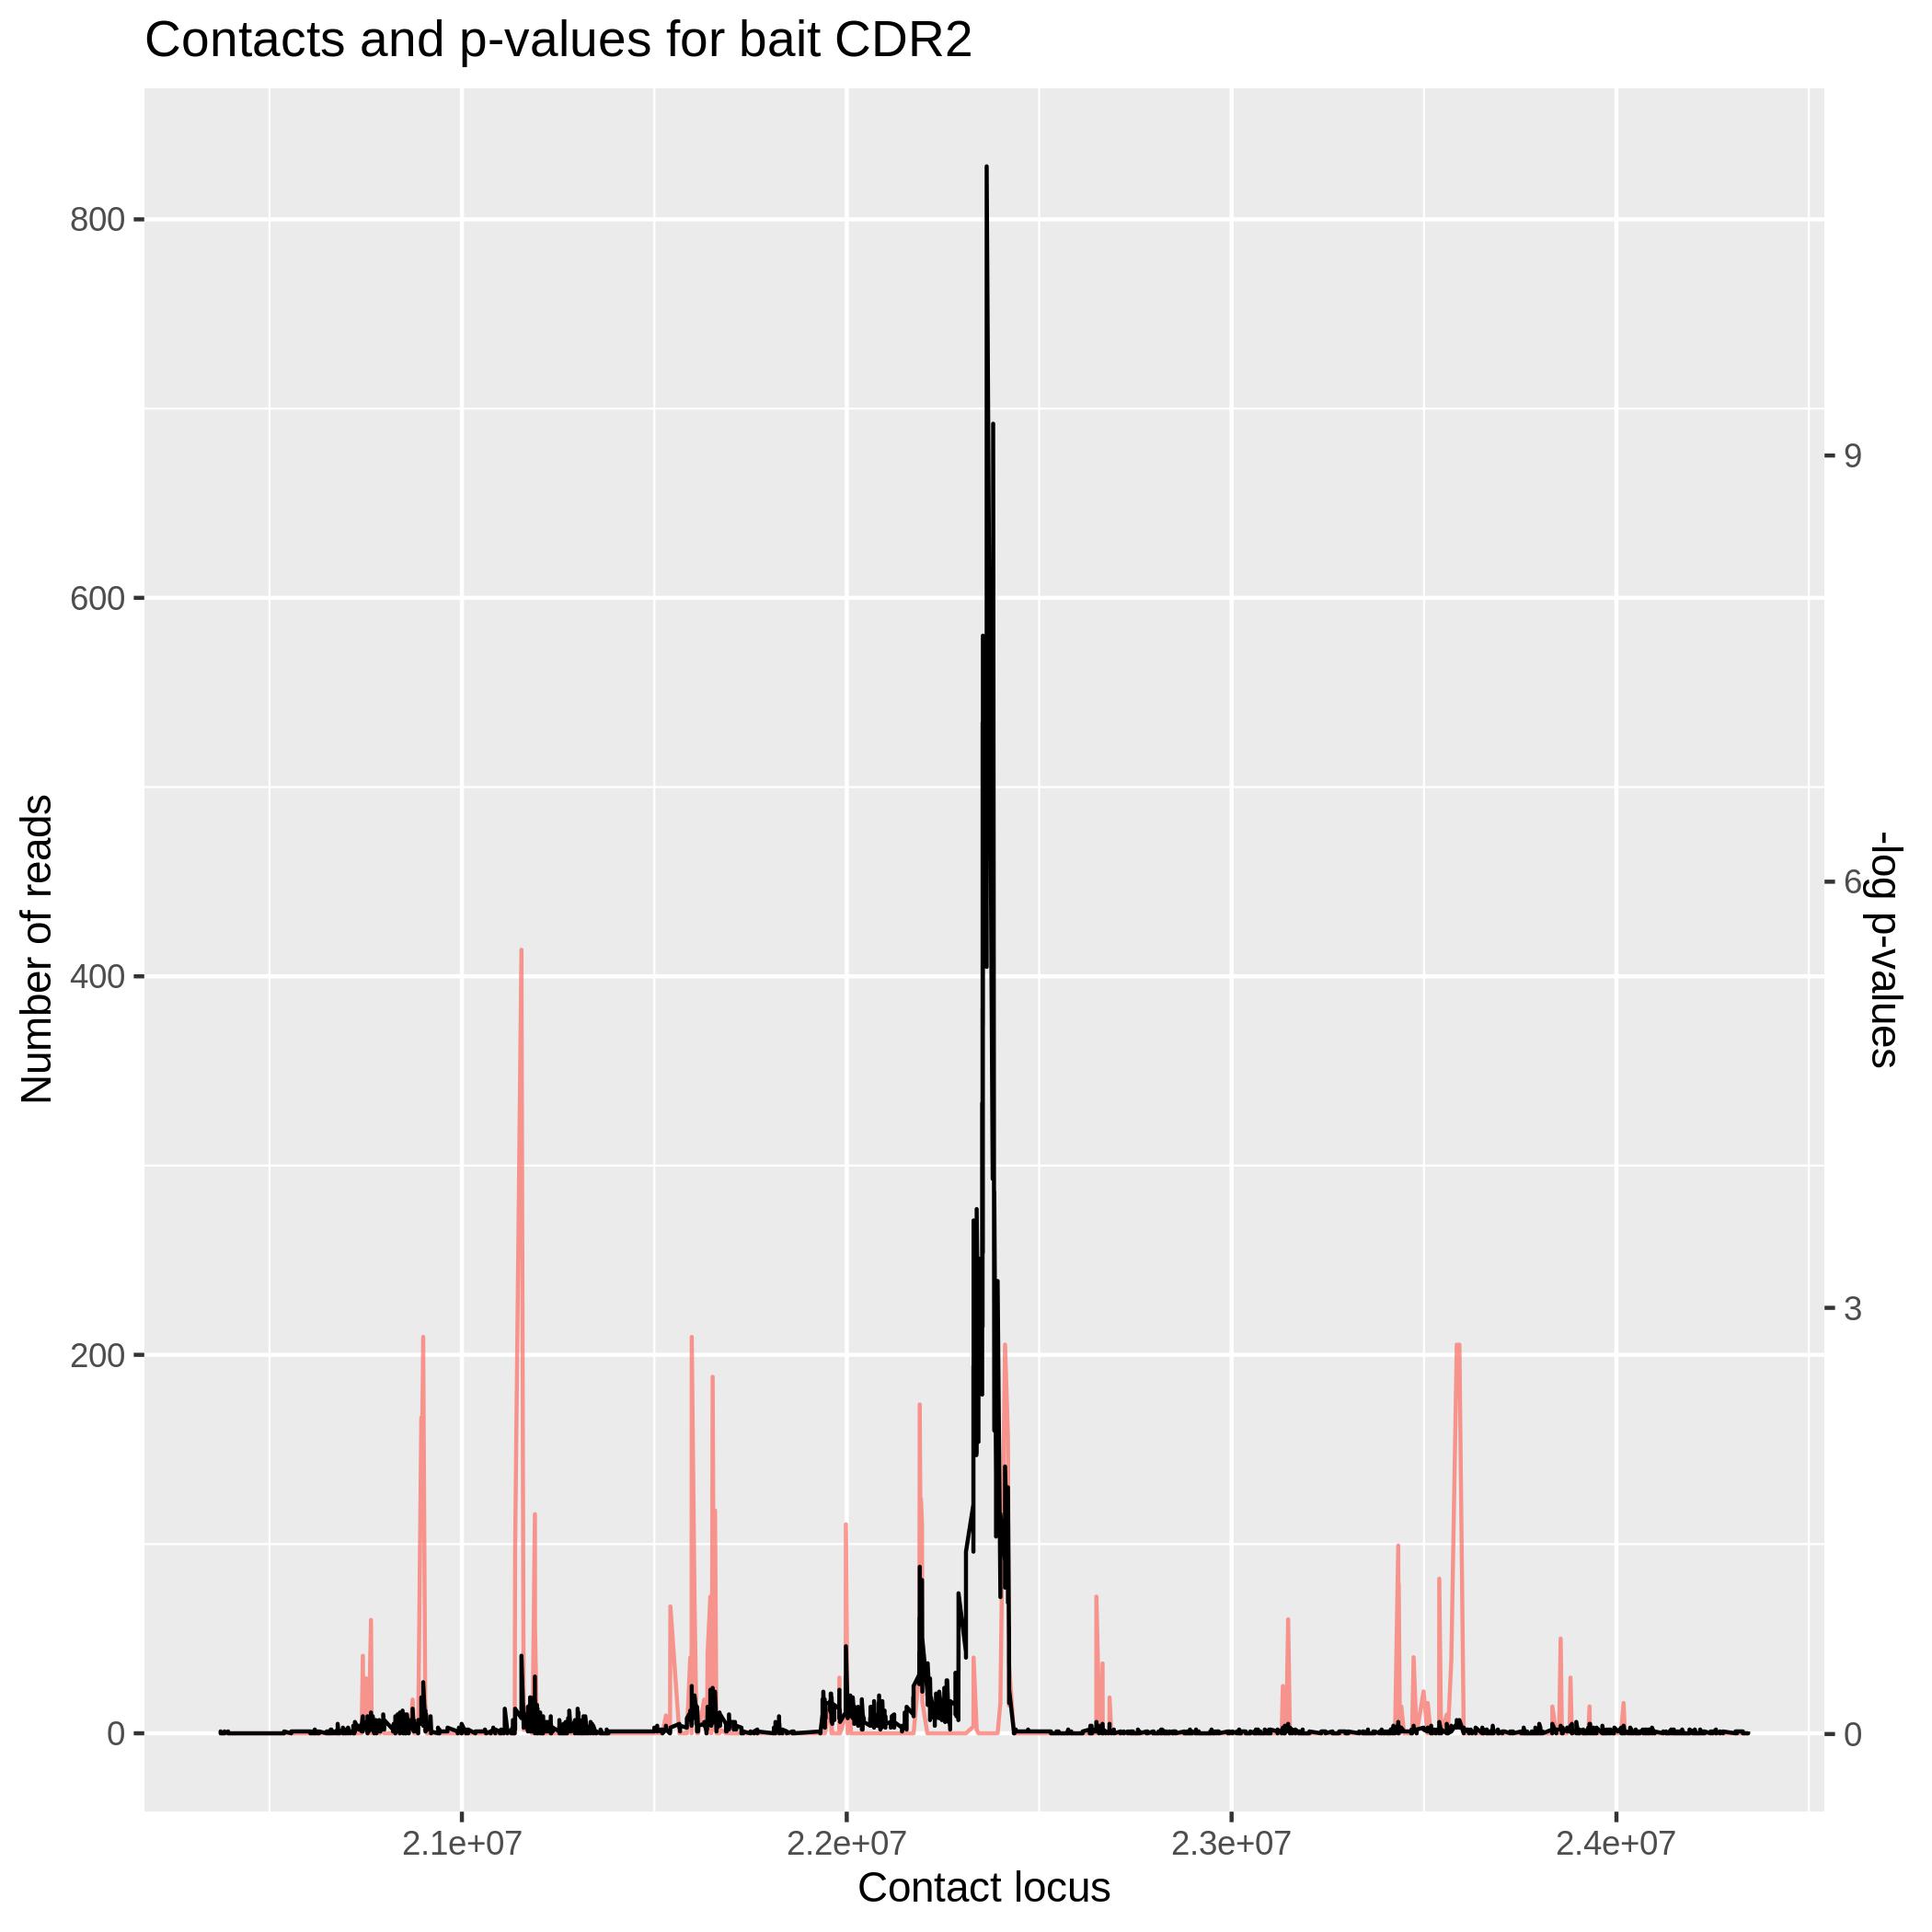 Contacts and p-values for bait CDR2
Number of reads
800
600
400
200
0
9
6
3
0
-log p-values
2.1e+07
2.2e+07
2.3e+07
2.4e+07
Contact locus